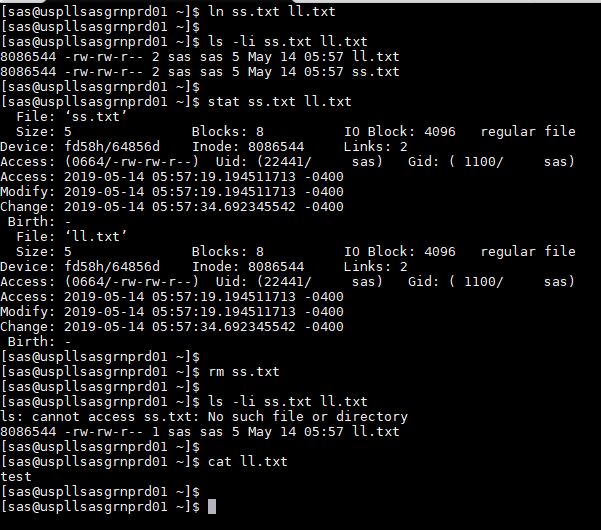 [sas@uspllsasgrnprd01 ~]$ ln ss.txt ll.txt
[sas@uspllsasgrnprd01 ~]$
[sas@uspllsasgrnprd01 ~]$ ls -li ss.txt ll.txt
8086544 -rw-rw-r-- 2 sas sas 5 May 14 05:57 ll.txt
8086544 -rw-rw-r-- 2 sas sas 5 May 14 05:57 ss.txt
[sas@uspllsasgrnprd01 ~]$
[sas@uspllsasgrnprd01 ~]$ stat ss.txt ll.txt
  File: ‘ss.txt’
  Size: 5               Blocks: 8          IO Block: 4096   regular file
Device: fd58h/64856d    Inode: 8086544     Links: 2
Access: (0664/-rw-rw-r--)  Uid: (22441/     sas)   Gid: ( 1100/     sas)
Access: 2019-05-14 05:57:19.194511713 -0400
Modify: 2019-05-14 05:57:19.194511713 -0400
Change: 2019-05-14 05:57:34.692345542 -0400
 Birth: -
  File: ‘ll.txt’
  Size: 5               Blocks: 8          IO Block: 4096   regular file
Device: fd58h/64856d    Inode: 8086544     Links: 2
Access: (0664/-rw-rw-r--)  Uid: (22441/     sas)   Gid: ( 1100/     sas)
Access: 2019-05-14 05:57:19.194511713 -0400
Modify: 2019-05-14 05:57:19.194511713 -0400
Change: 2019-05-14 05:57:34.692345542 -0400
 Birth: -
[sas@uspllsasgrnprd01 ~]$
[sas@uspllsasgrnprd01 ~]$ rm ss.txt
[sas@uspllsasgrnprd01 ~]$
[sas@uspllsasgrnprd01 ~]$ ls -li ss.txt ll.txt
ls: cannot access ss.txt: No such file or directory
8086544 -rw-rw-r-- 1 sas sas 5 May 14 05:57 ll.txt
[sas@uspllsasgrnprd01 ~]$
[sas@uspllsasgrnprd01 ~]$ cat ll.txt
test
[sas@uspllsasgrnprd01 ~]$
[sas@uspllsasgrnprd01 ~]$